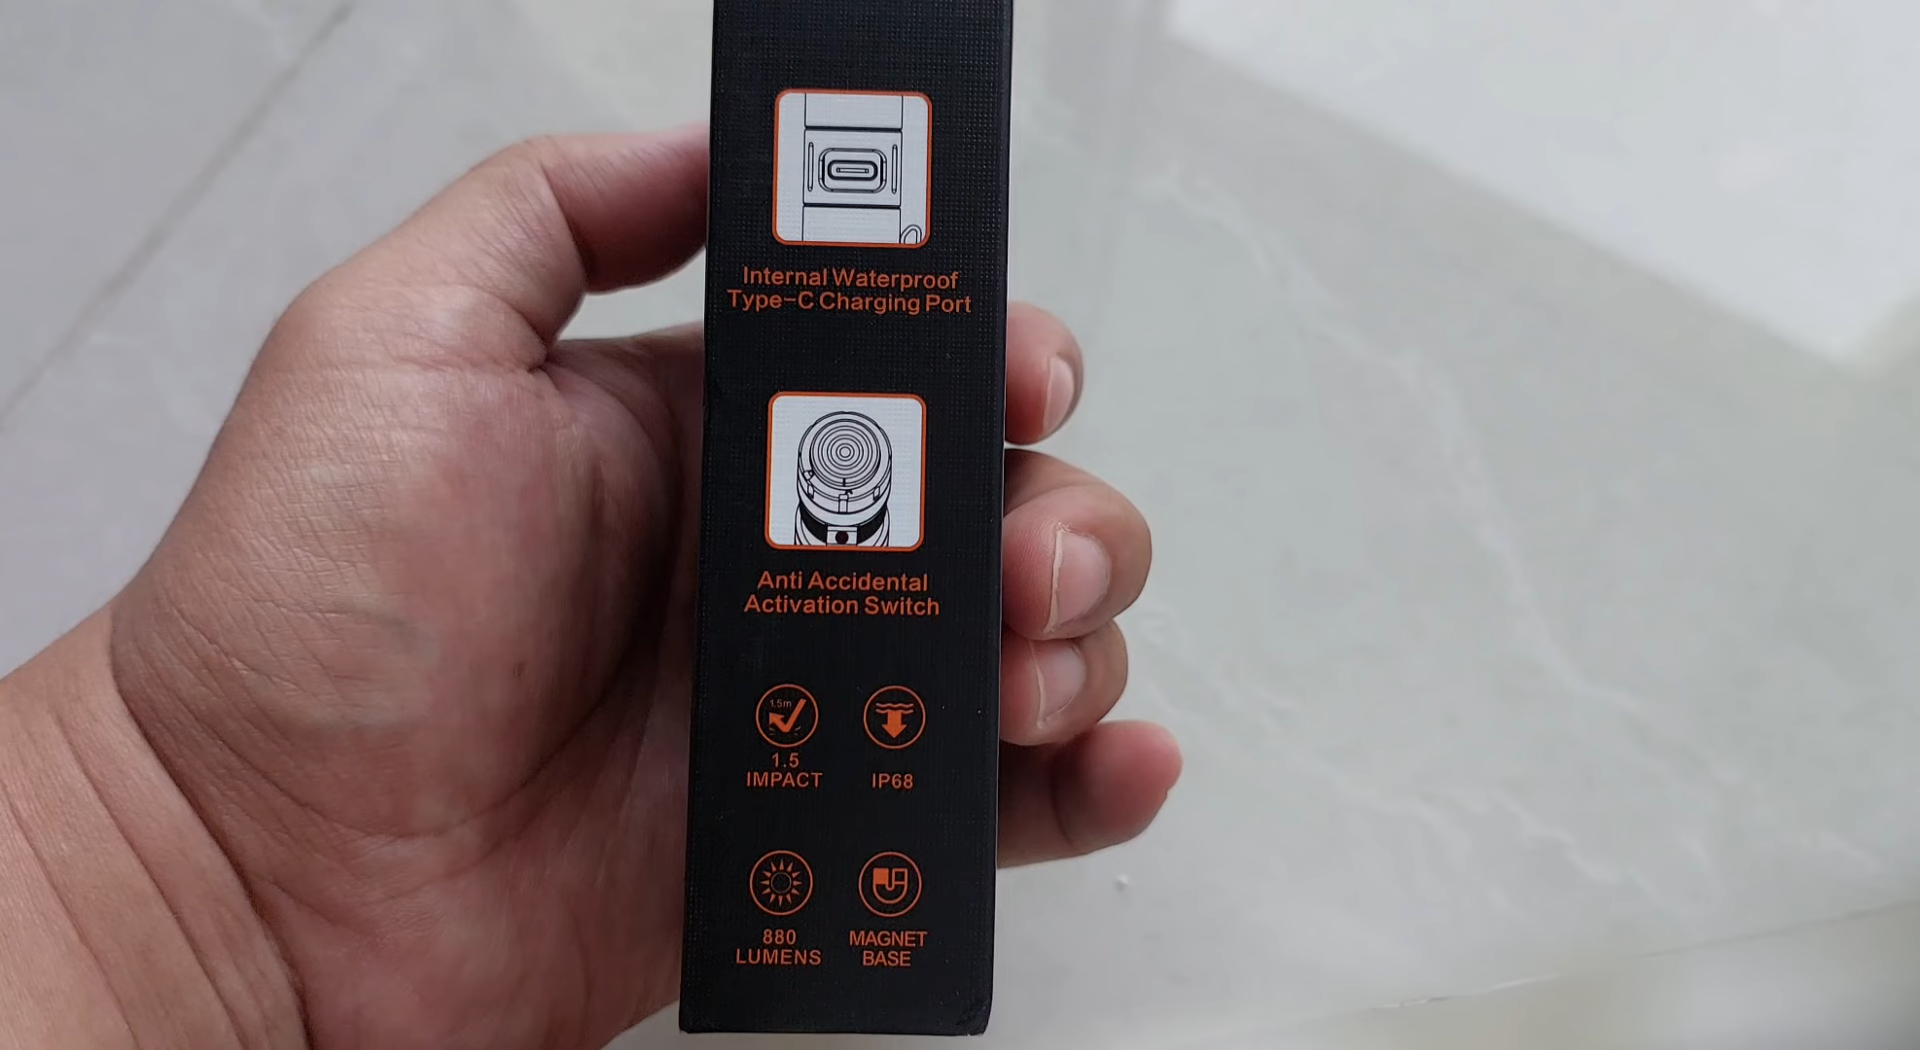 Internal Waterproof
Type-C Charging Port
Anti Accidental
Activation Switch
1.5m
1.5
IMPACT
IP68
880
LUMENS
MAGNET
BASE